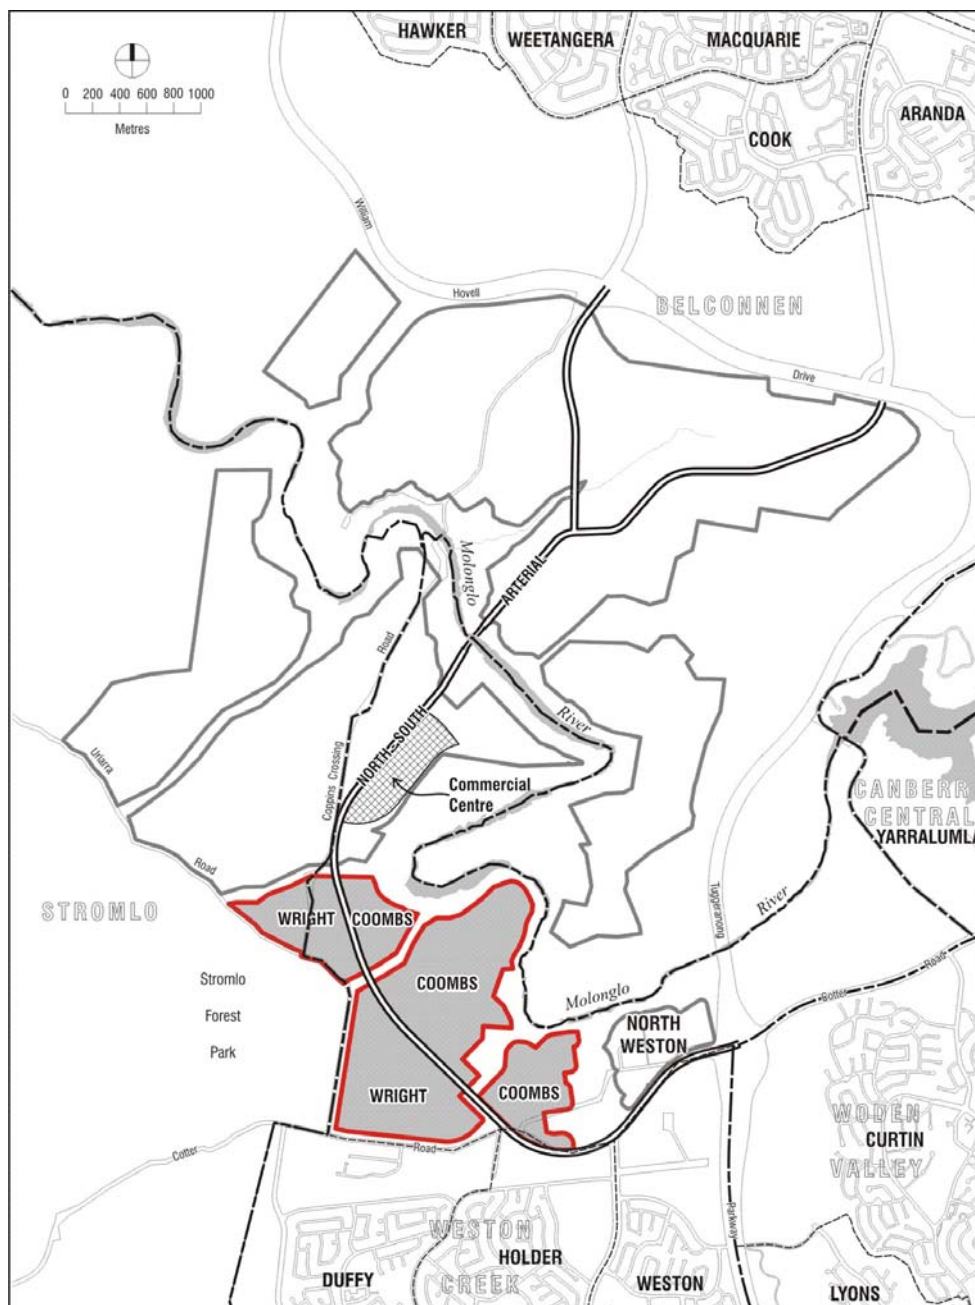 HAWKER
WEETANGERA
MACQUARIE
ARANDA
COOK
0 200 400 600 800 1000
Metres
William
Hovell
Drive
BELCONNEN
Molonglo
ARTERIAL
Road
River
NORTH-SOUTH
Coppins Crossing
Commercial
Centre
Uriarra
Road
CANBERR
CENTRAL
YARRALUMLA
STROMLO
WRIGHT
COOMBS
Tuggeranong
River
Stromlo
Forest
Park
COOMBS
Molonglo
Cotter
Road
NORTH
WESTON
WRIGHT
COOMBS
WODEN
CURTIN
VALLEY
Cotter
Road
Parkway
WESTON
HOLDER
CREEK
DUFFY
WESTON
LYONS